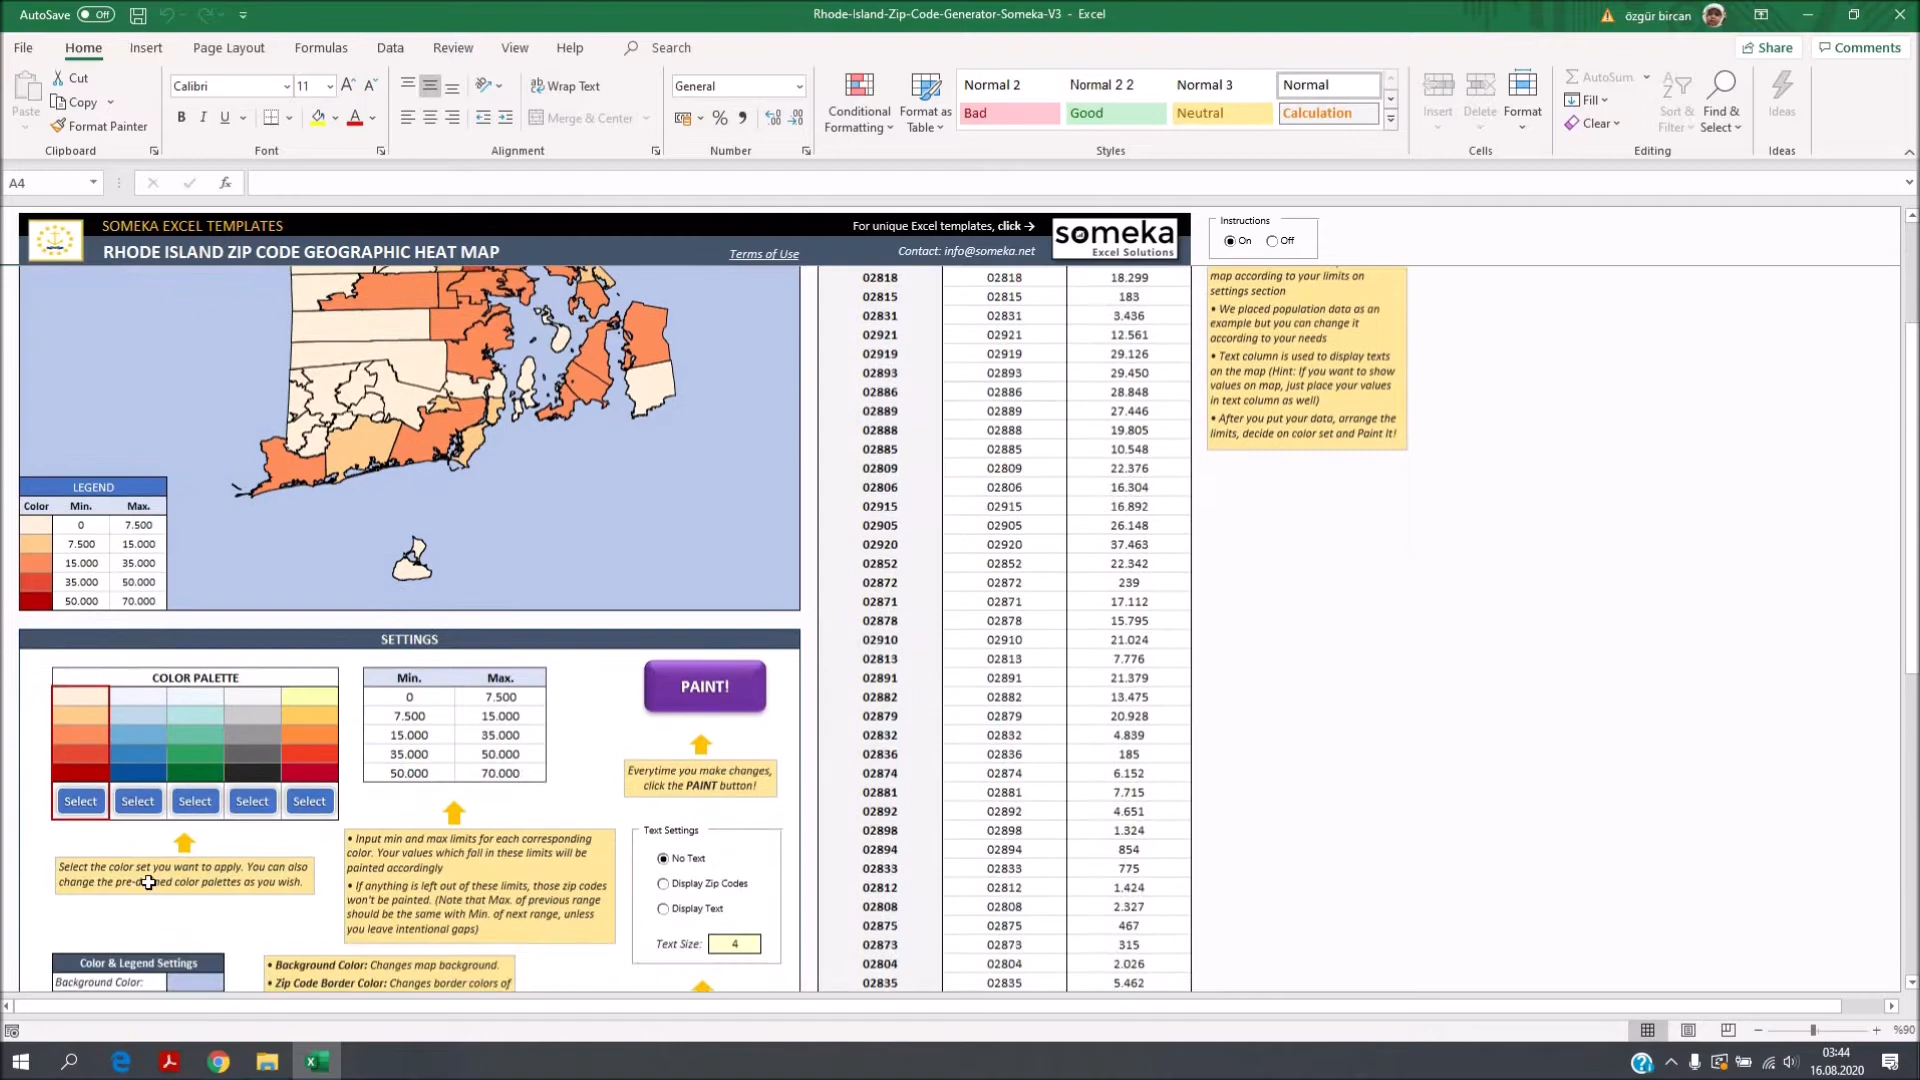 AutoSave Off
Rhode-Island-Zip-Code-Generator-Someka-V3 - Excel
özgür bircan
File Home Insert Page Layout Formulas Data Review View Help Search
Share Comments
Paste
Cut
Copy
Format Painter
Clipboard
Calibri 11
B I U
Font
Wrap Text
Merge & Center
Alignment
General
Number
Conditional Formatting
Format as Table
Normal 2 Normal 2 2 Normal 3 Normal
Bad Good Neutral Calculation
Styles
Insert Delete Format
Cells
AutoSum
Fill
Clear
Sort & Filter
Find & Select
Editing
Ideas
Ideas
A4
fx
SOMEKA EXCEL TEMPLATES
RHODE ISLAND ZIP CODE GEOGRAPHIC HEAT MAP
Terms of Use
For unique Excel templates, click →
Contact: info@someka.net
someka
Excel Solutions
Instructions
On Off
map according to your limits on
settings section
• We placed population data as an
example but you can change it
according to your needs
• Text column is used to display texts
on the map (Hint: If you want to show
values on map, just place your values
in text column as well)
• After you put your data, arrange the
limits, decide on color set and Paint It!
02818 02818 18.299
02815 02815 183
02831 02831 3.436
02921 02921 12.561
02919 02919 29.126
02893 02893 29.450
02886 02886 28.848
02889 02889 27.446
02888 02888 19.805
02885 02885 10.548
02809 02809 22.376
02806 02806 16.304
02915 02915 16.892
02905 02905 26.148
02920 02920 37.463
02852 02852 22.342
02872 02872 239
02871 02871 17.112
02878 02878 15.795
02910 02910 21.024
02813 02813 7.776
02891 02891 21.379
02882 02882 13.475
02879 02879 20.928
02832 02832 4.839
02836 02836 185
02874 02874 6.152
02881 02881 7.715
02892 02892 4.651
02898 02898 1.324
02894 02894 854
02833 02833 775
02812 02812 1.424
02808 02808 2.327
02875 02875 467
02873 02873 315
02804 02804 2.026
02835 02835 5.462
LEGEND
Color Min. Max.
0 7.500
7.500 15.000
15.000 35.000
35.000 50.000
50.000 70.000
SETTINGS
COLOR PALETTE
Select Select Select Select Select
Select the color set you want to apply. You can also
change the pre-defined color palettes as you wish.
Min. Max.
0 7.500
7.500 15.000
15.000 35.000
35.000 50.000
50.000 70.000
• Input min and max limits for each corresponding
color. Your values which fall in these limits will be
painted accordingly
• If anything is left out of these limits, those zip codes
won't be painted. (Note that Max. of previous range
should be the same with Min. of next range, unless
you leave intentional gaps)
PAINT!
Everytime you make changes,
click the PAINT button!
Text Settings
No Text
Display Zip Codes
Display Text
Text Size: 4
Color & Legend Settings
Background Color:
• Background Color: Changes map background.
• Zip Code Border Color: Changes border colors of
%90
03:44
16.08.2020